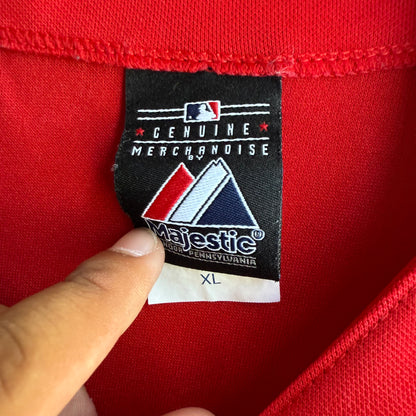 GENUINE
MERCHANDISE
BY
Majestic
PENNSYLVANIA
XL